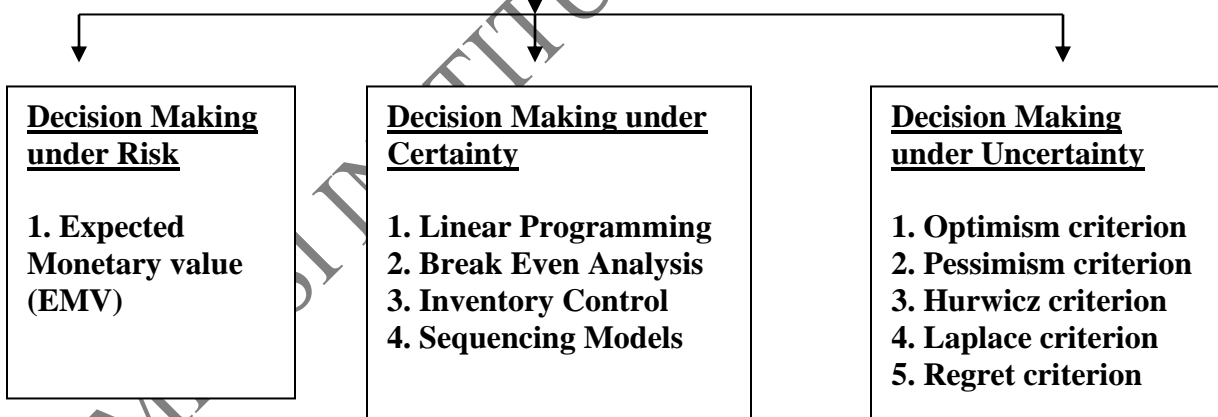 Decision Making
under Risk
1. Expected
Monetary value
(EMV)
Decision Making under
Certainty
1. Linear Programming
2. Break Even Analysis
3. Inventory Control
4. Sequencing Models
Decision Making
under Uncertainty
1. Optimism criterion
2. Pessimism criterion
3. Hurwicz criterion
4. Laplace criterion
5. Regret criterion